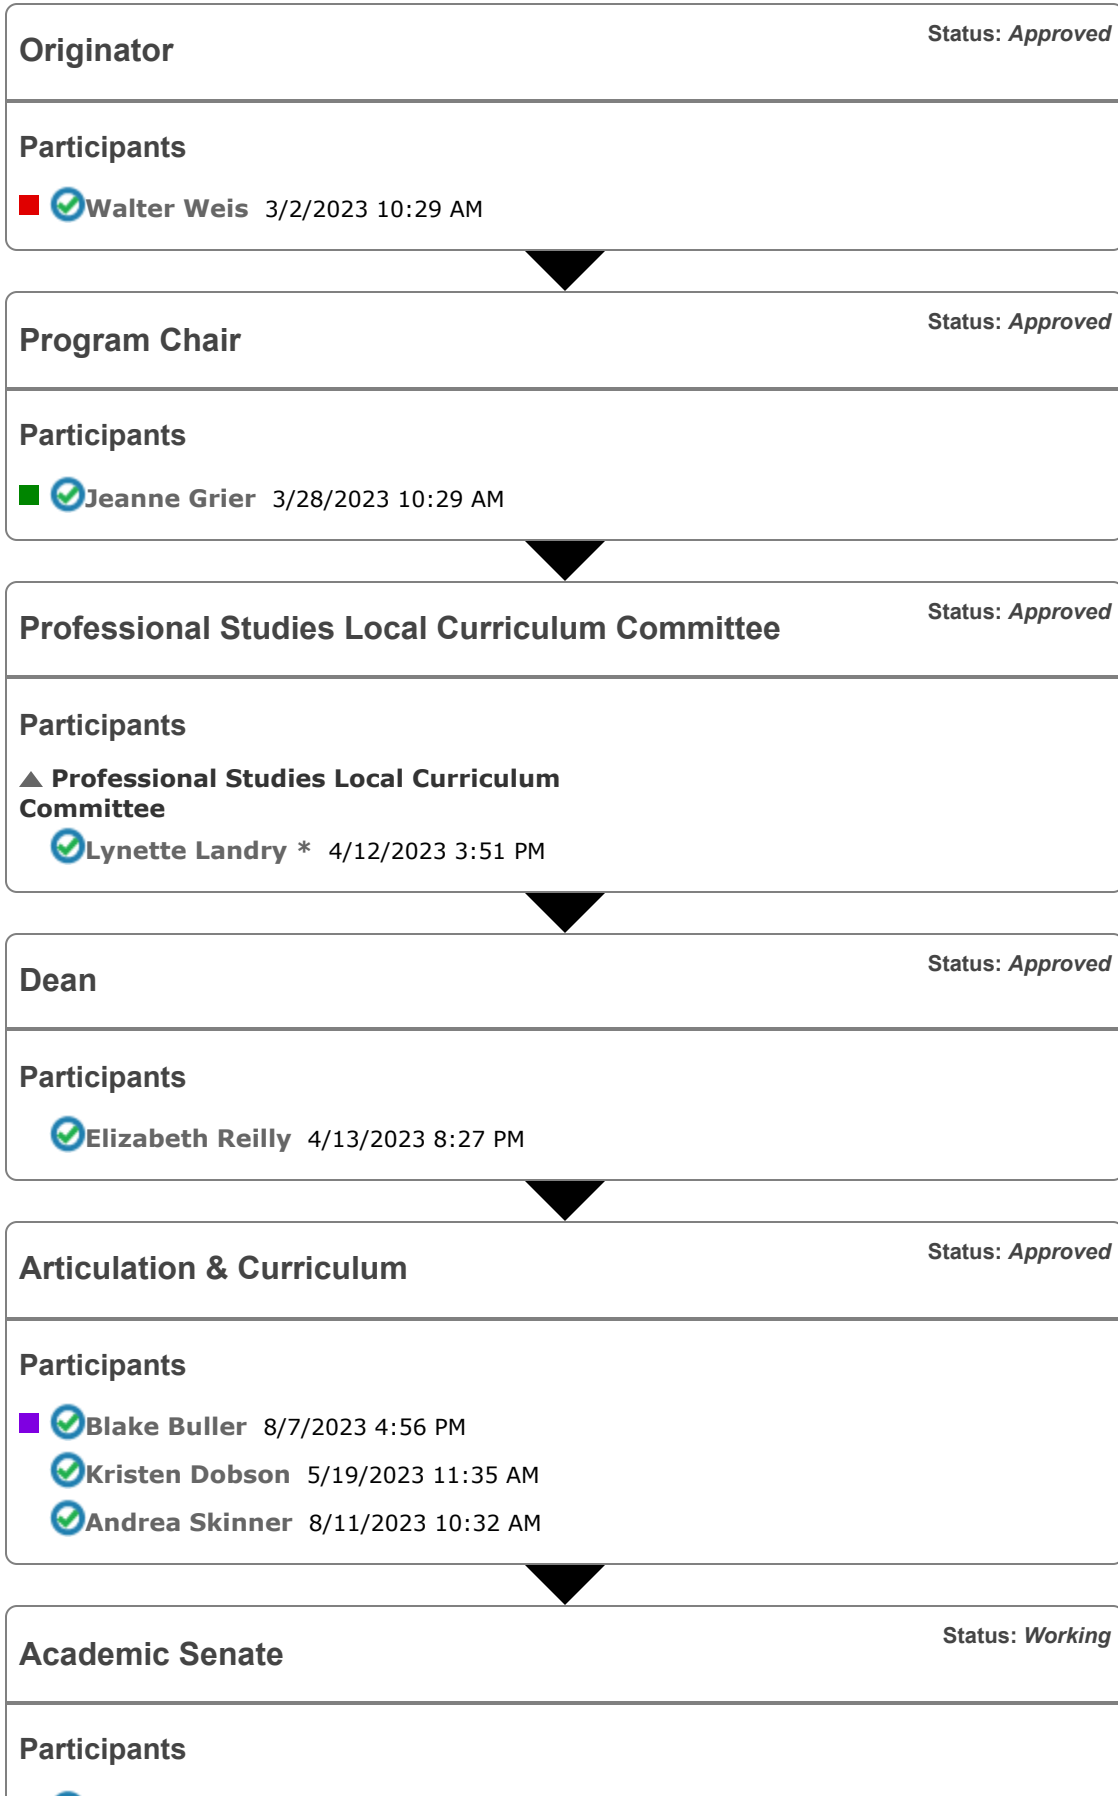 Originator
Status: Approved
Participants
Walter Weis 3/2/2023 10:29 AM
Program Chair
Status: Approved
Participants
Jeanne Grier 3/28/2023 10:29 AM
Professional Studies Local Curriculum Committee
Status: Approved
Participants
Professional Studies Local Curriculum
Committee
Lynette Landry * 4/12/2023 3:51 PM
Dean
Status: Approved
Participants
Elizabeth Reilly 4/13/2023 8:27 PM
Articulation & Curriculum
Status: Approved
Participants
Blake Buller 8/7/2023 4:56 PM
Kristen Dobson 5/19/2023 11:35 AM
Andrea Skinner 8/11/2023 10:32 AM
Academic Senate
Status: Working
Participants